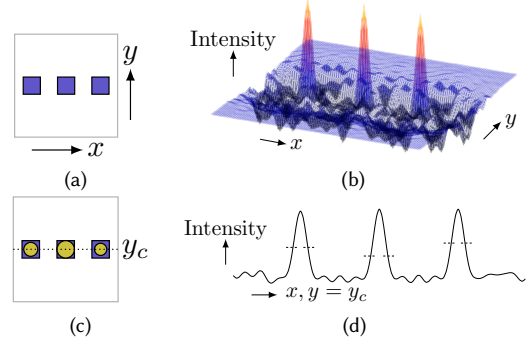 y
x
(a)
Intensity
x
y
(b)
y_c
(c)
Intensity
x, y = y_c
(d)